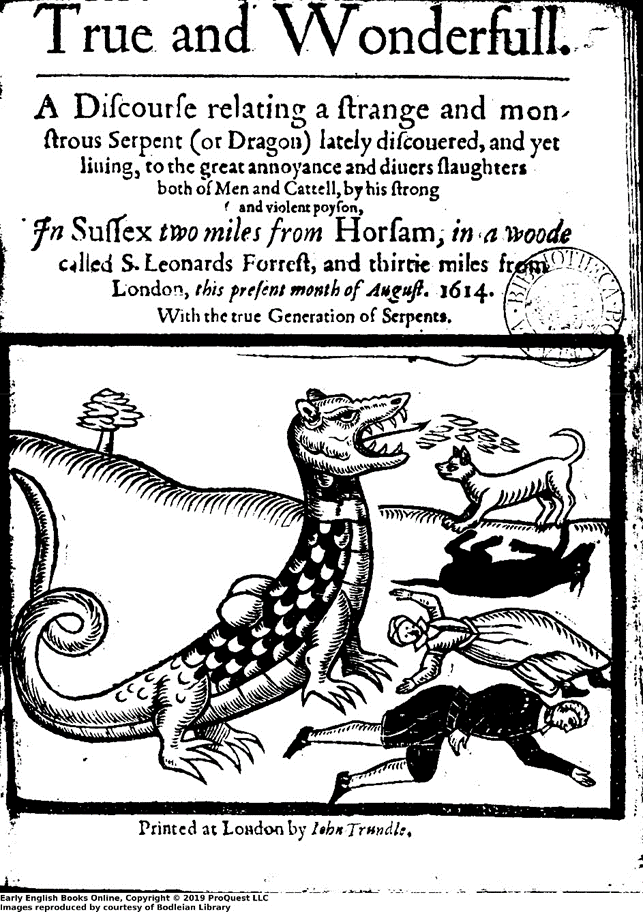 True and Wonderfull.
A Diſcourſe relating a ſtrange and mon-
ſtrous Serpent (or Dragon) lately diſcouered, and yet
liuing, to the great annoyance and diuers ſlaughters
both of Men and Cattell, by his ſtrong
and violent poyſon,
In Suſſex two miles from Horſam, in a woode
called S. Leonards Forreſt, and thirtie miles from
London, this preſent month of Auguſt. 1614.
With the true Generation of Serpents.
BIBLIOTHECA
Printed at London by Iohn Trundle.
Early English Books Online, Copyright © 2019 ProQuest LLC
Images reproduced by courtesy of Bodleian Library